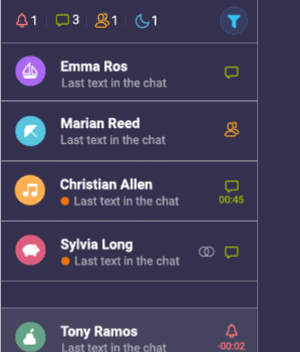 1 3 1 1
Emma Ros
Last text in the chat
Marian Reed
Last text in the chat
Christian Allen
Last text in the chat
00:45
Sylvia Long
Last text in the chat
Tony Ramos
Last text in the chat
-00:02